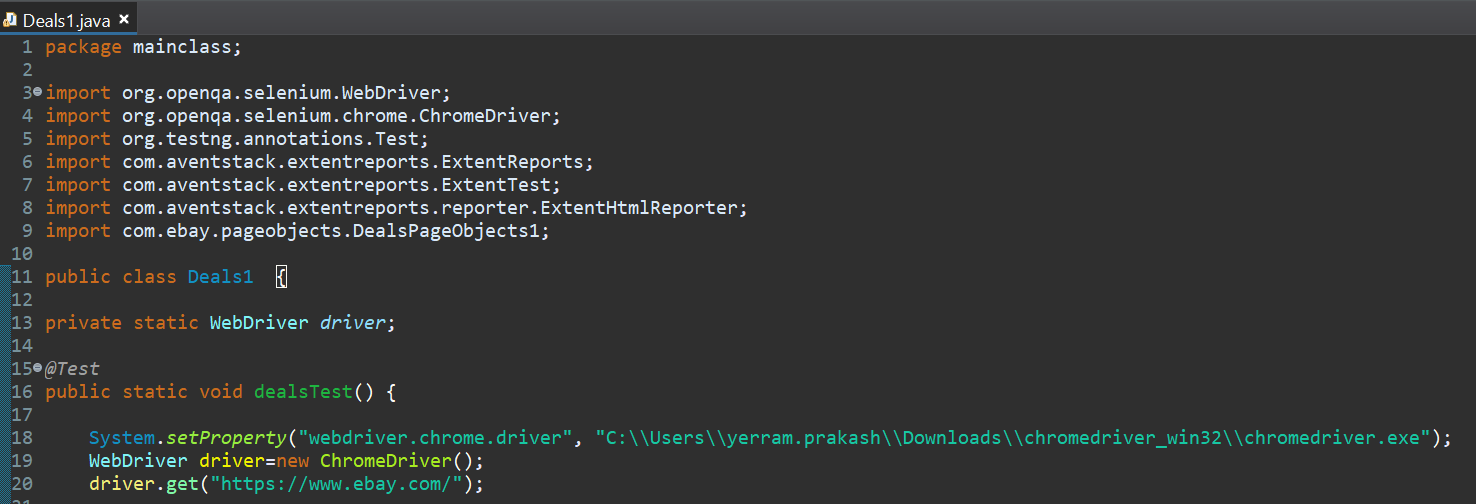 Deals1.java ×
1 package mainclass;
2
3 import org.openqa.selenium.WebDriver;
4 import org.openqa.selenium.chrome.ChromeDriver;
5 import org.testng.annotations.Test;
6 import com.aventstack.extentreports.ExtentReports;
7 import com.aventstack.extentreports.ExtentTest;
8 import com.aventstack.extentreports.reporter.ExtentHtmlReporter;
9 import com.ebay.pageobjects.DealsPageObjects1;
10
11 public class Deals1  {
12
13 private static WebDriver driver;
14
15 @Test
16 public static void dealsTest() {
17
18     System.setProperty("webdriver.chrome.driver", "C:\\Users\\yerram.prakash\\Downloads\\chromedriver_win32\\chromedriver.exe");
19     WebDriver driver=new ChromeDriver();
20     driver.get("https://www.ebay.com/");